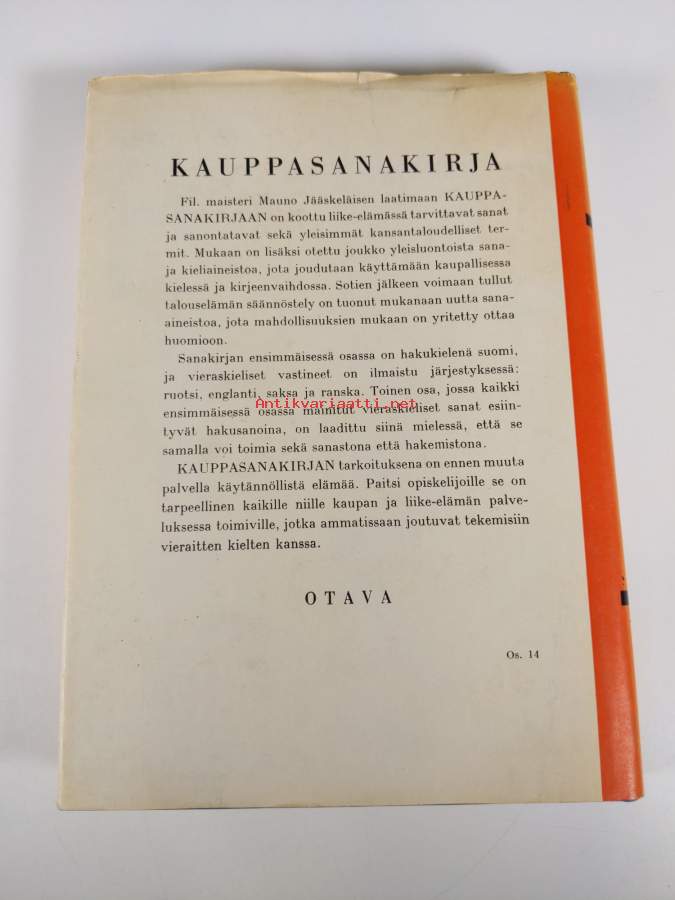 KAUPPASANAKIRJA
Fil. maisteri Mauno Jääskeläisen laatimaan KAUPPA-
SANAKIRJAAN on koottu liike-elämässä tarvittavat sanat
ja sanontatavat sekä yleisimmät kansantaloudelliset ter-
mit. Mukaan on lisäksi otettu joukko yleisluontoista sana-
ja kieliaineistoa, jota joudutaan käyttämään kaupallisessa
kielessä ja kirjeenvaihdossa. Sotien jälkeen voimaan tullut
talouselämän säännöstely on tuonut mukanaan uutta sana-
aineistoa, jota mahdollisuuksien mukaan on yritetty ottaa
huomioon.
Sanakirjan ensimmäisessä osassa on hakukielenä suomi,
ja vieraskieliset vastineet on ilmaistu järjestyksessä:
ruotsi, englanti, saksa ja ranska. Toinen osa, jossa kaikki
Antikvariaatti.net
ensimmäisessä osassa mainitut vieraskieliset sanat esiin-
tyvät hakusanoina, on laadittu siinä mielessä, että se
samalla voi toimia sekä sanastona että hakemistona.
KAUPPASANAKIRJAN tarkoituksena on ennen muuta
palvella käytännöllistä elämää. Paitsi opiskelijoille se on
tarpeellinen kaikille niille kaupan ja liike-elämän palve-
luksessa toimiville, jotka ammatissaan joutuvat tekemisiin
vieraitten kielten kanssa.
OTAVA
Os. 14